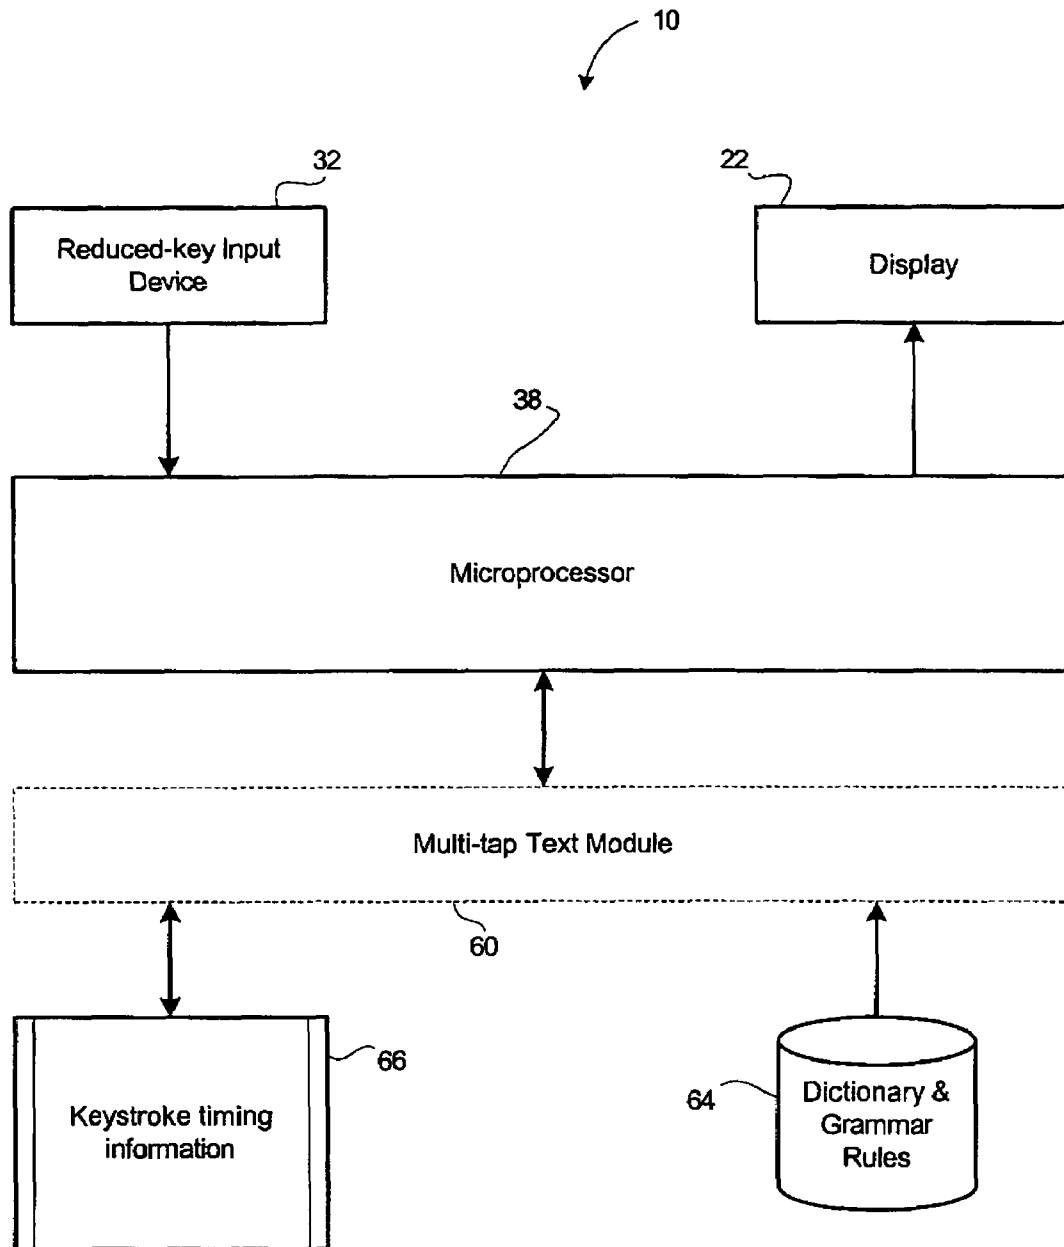 10
32
22
Reduced-key Input
Device
Display
38
Microprocessor
Multi-tap Text Module
60
66
Keystroke timing
information
64
Dictionary &
Grammar
Rules